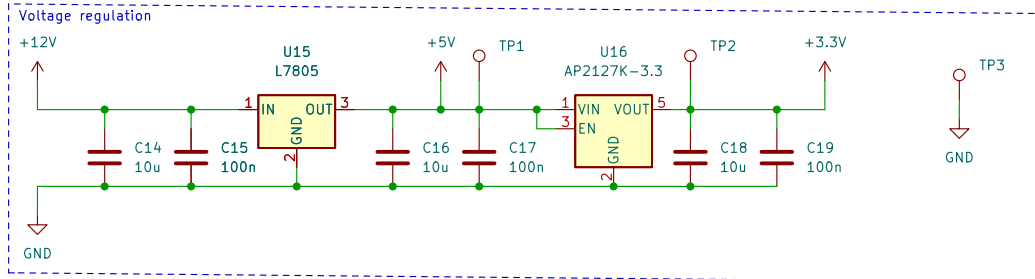 Voltage regulation
+12V
U15
L7805
+5V
TP1
U16
AP2127K-3.3
TP2
+3.3V
TP3
1
IN
OUT
3
GND
2
1
VIN
VOUT
5
3
EN
GND
2
C14
10u
C15
100n
C16
10u
C17
100n
C18
10u
C19
100n
GND
GND